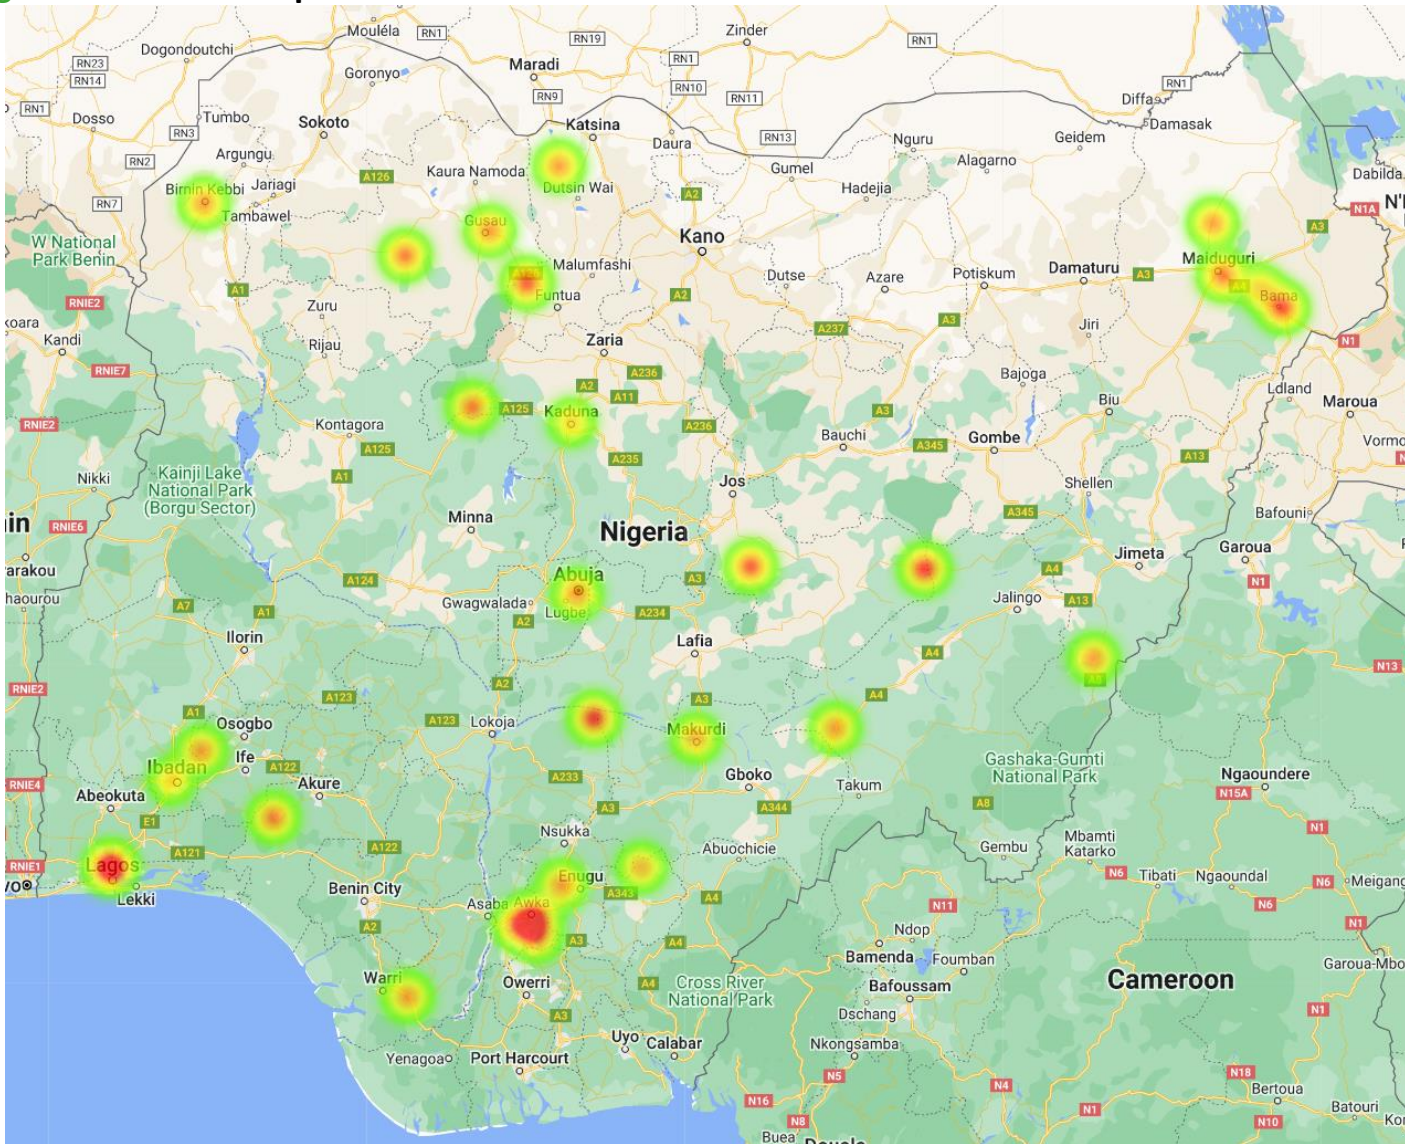 Mouléla
RN1
RN19
Zinder
RN1
Dogondoutchi
RN23
RN14
Goronyo
Maradi
RN1
RN10
RN9
RN11
RN1
Diffa
RN1
Dosso
RN3
Tumbo
Sokoto
Katsina
Daura
RN13
Nguru
Geidem
Damasak
RN2
Argungu
Kaura Namoda
Gumel
Alagarno
Dabilda
Birnin Kebbi
Jariagi
A126
Dutsin Wai
A2
Hadejia
RN7
Tambawel
Gusau
N1A
A3
W National
Park Benin
Kano
Malumfashi
Dutse
Azare
Potiskum
Damaturu
A3
Maiduguri
A4
Bama
A1
Funtua
A2
RNIE2
Zuru
A237
A3
Jiri
Kandi
Rijau
Zaria
N1
RNIE7
A236
Bajoga
Ldland
Maroua
A2
A11
A125
Kaduna
Biu
RNIE2
Kontagora
A236
A3
Bauchi
A345
Gombe
A125
A235
A13
Nikki
A1
Kainji Lake
National Park
(Borgu Sector)
Jos
Shellen
RNIE6
Minna
Nigeria
A345
Bafouni
Jimeta
Garoua
Abuja
A124
A3
A4
N1
Gwagwalada
Lugbe
A234
Jalingo
A13
A7
A1
A2
Ilorin
Lafia
A4
N13
RNIE2
A2
A123
A3
A4
A1
Osogbo
A123
Lokoja
Makurdi
Ibadan
Ife
A122
A233
Gboko
Gashaka-Gumti
National Park
Ngaoundere
RNIE4
Abeokuta
Akure
Takum
N15A
E1
A3
A344
A8
A121
A122
Nsukka
Abuochicie
Gembu
Mbamti
Katarko
N1
RNIE1
Lagos
Lekki
Benin City
Enugu
A343
A4
N6
Tibati
Ngaoundal
N6
Asaba
Awka
N11
N6
A2
A3
A4
Ndop
N1
Bamenda
Foumban
Warri
Owerri
A4
Cross River
National Park
Bafoussam
Cameroon
A3
Dschang
N1
Uyo
Calabar
Nkongsamba
Yenagoa
Port Harcourt
N5
N4
N18
Bertoua
N16
N1
Batouri
N8
N10
Buea